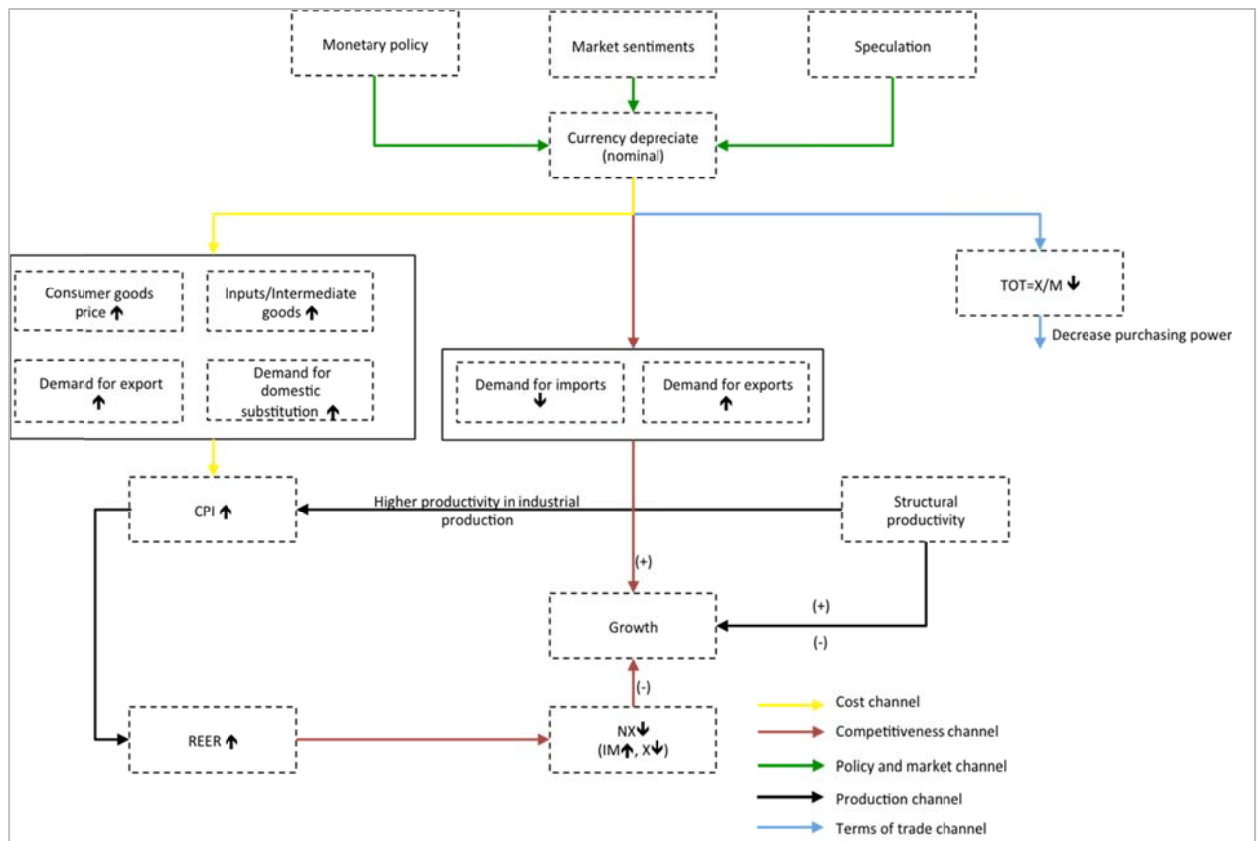 Monetary policy
Market sentiments
Speculation
Currency depreciate
(nominal)
Consumer goods
price ↑
Inputs/Intermediate
goods ↑
TOT=X/M ↓
Decrease purchasing power
Demand for export
↑
Demand for
domestic
substitution ↑
Demand for imports
↓
Demand for exports
↑
CPI ↑
Higher productivity in industrial
production
Structural
productivity
(+)
Growth
(+)
(-)
(-)
REER ↑
NX↓
(IM↑, X↓)
Cost channel
Competitiveness channel
Policy and market channel
Production channel
Terms of trade channel